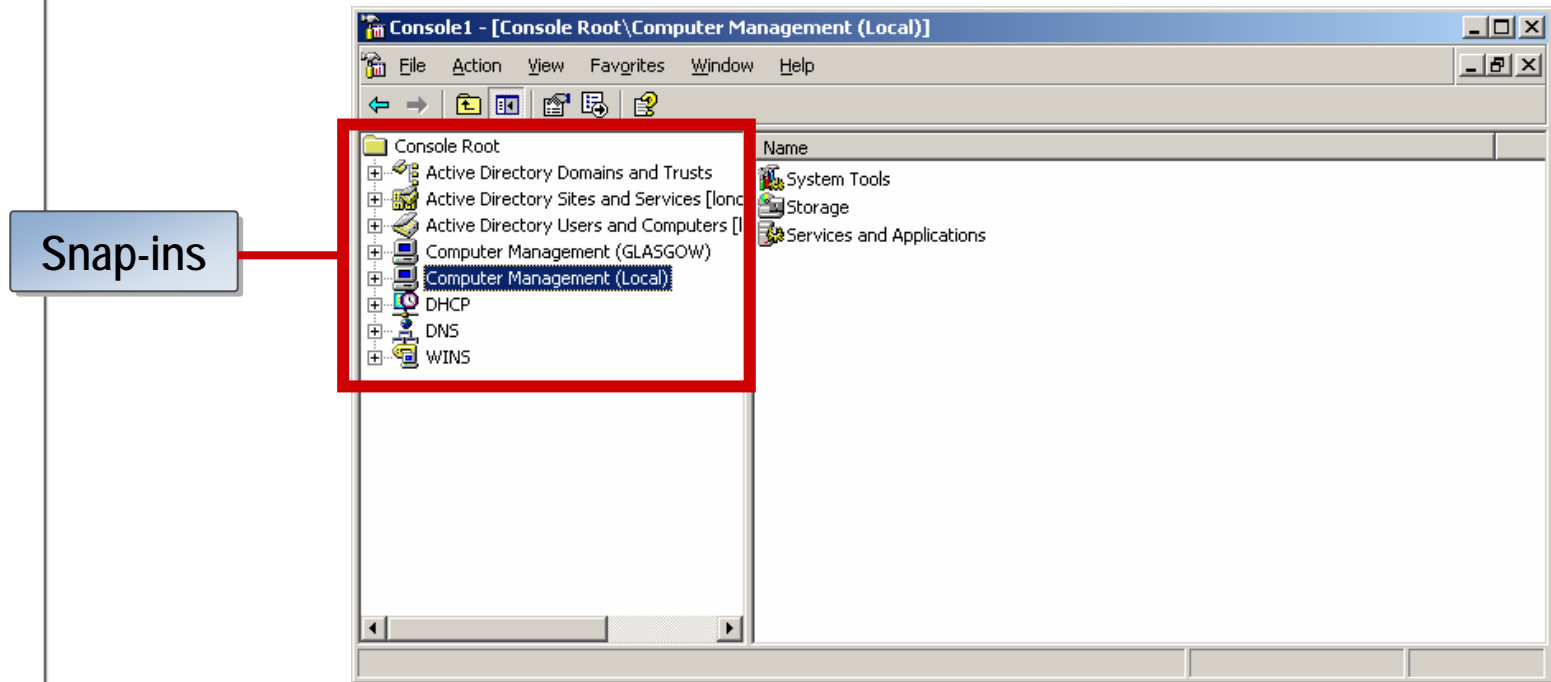 Console1 - [Console Root\Computer Management (Local)]
File Action View Favorites Window Help
Console Root
Active Directory Domains and Trusts
Active Directory Sites and Services [lond
Active Directory Users and Computers [l
Computer Management (GLASGOW)
Computer Management (Local)
DHCP
DNS
WINS
Name
System Tools
Storage
Services and Applications
Snap-ins